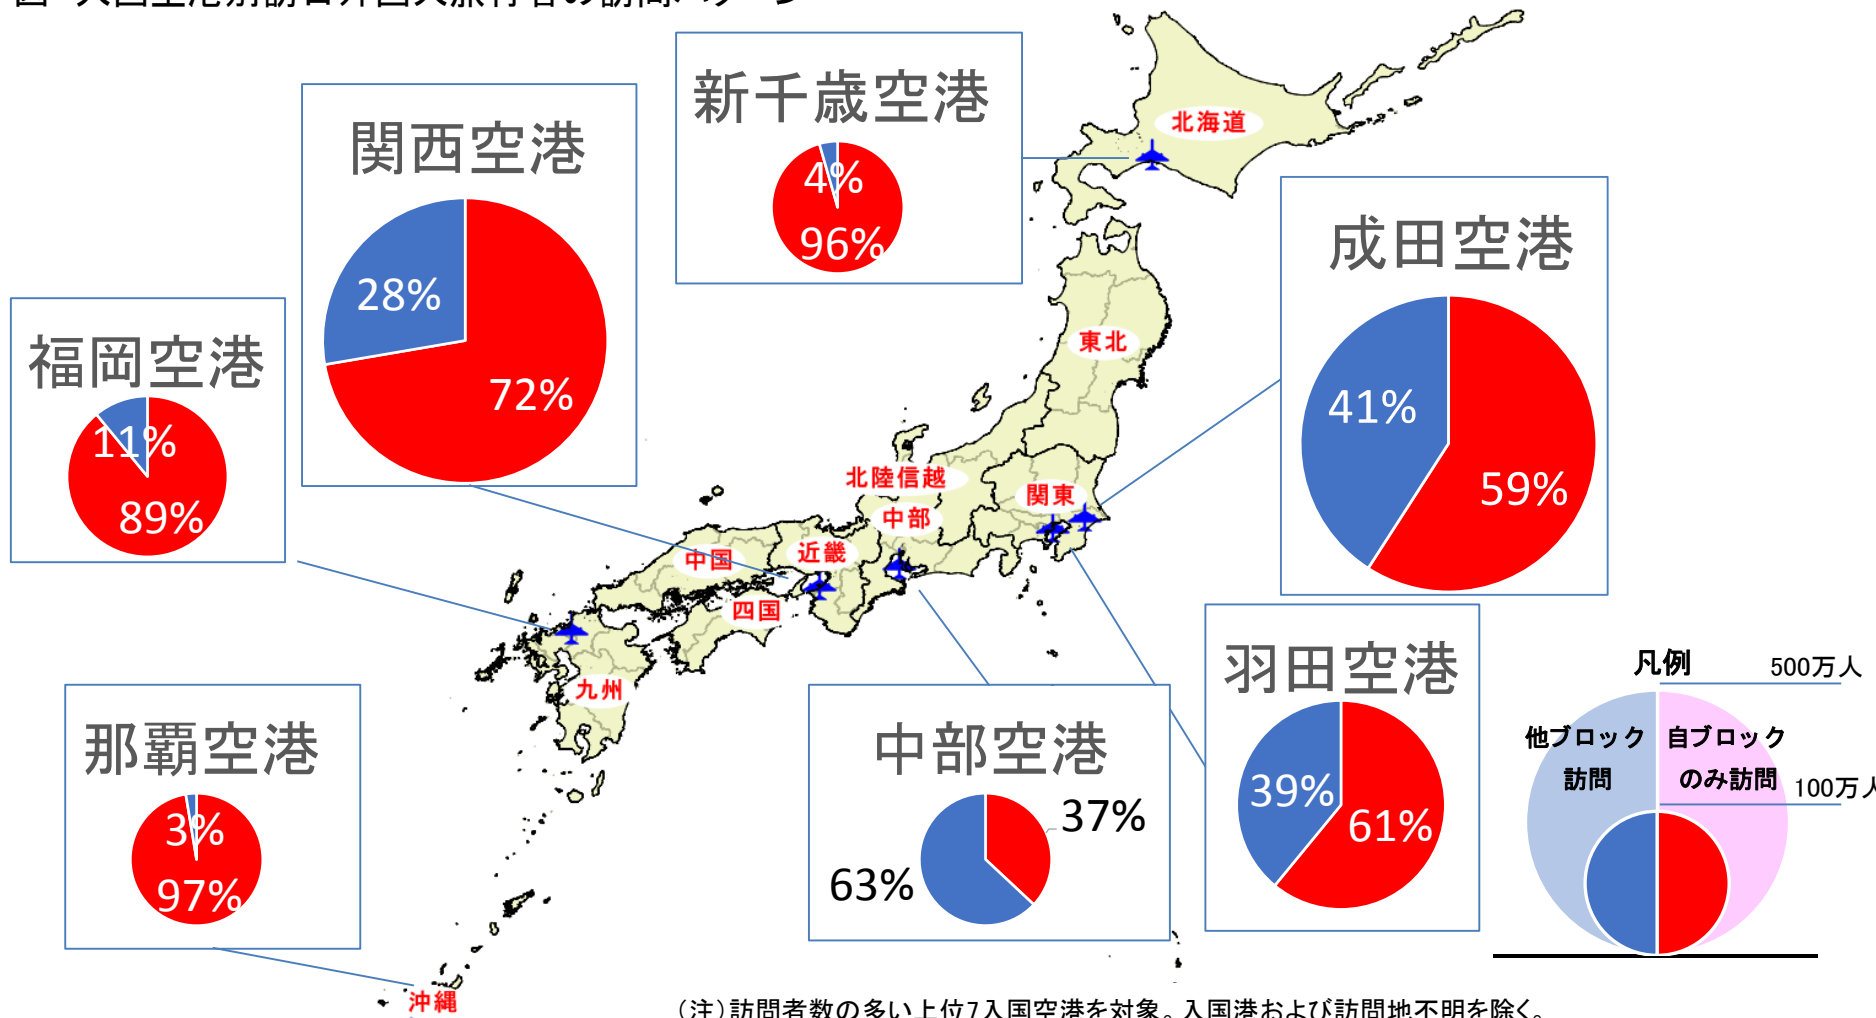 新千歳空港
4%
96%
北海道
関西空港
28%
72%
成田空港
41%
59%
福岡空港
11%
89%
東北
北陸信越
関東
中部
近畿
中国
四国
九州
那覇空港
3%
97%
沖縄
中部空港
37%
63%
羽田空港
39%
61%
凡例
500万人
他ブロック
訪問
自ブロック
のみ訪問
100万人
(注)訪問者数の多い上位7入国空港を対象。入国港および訪問地不明を除く。